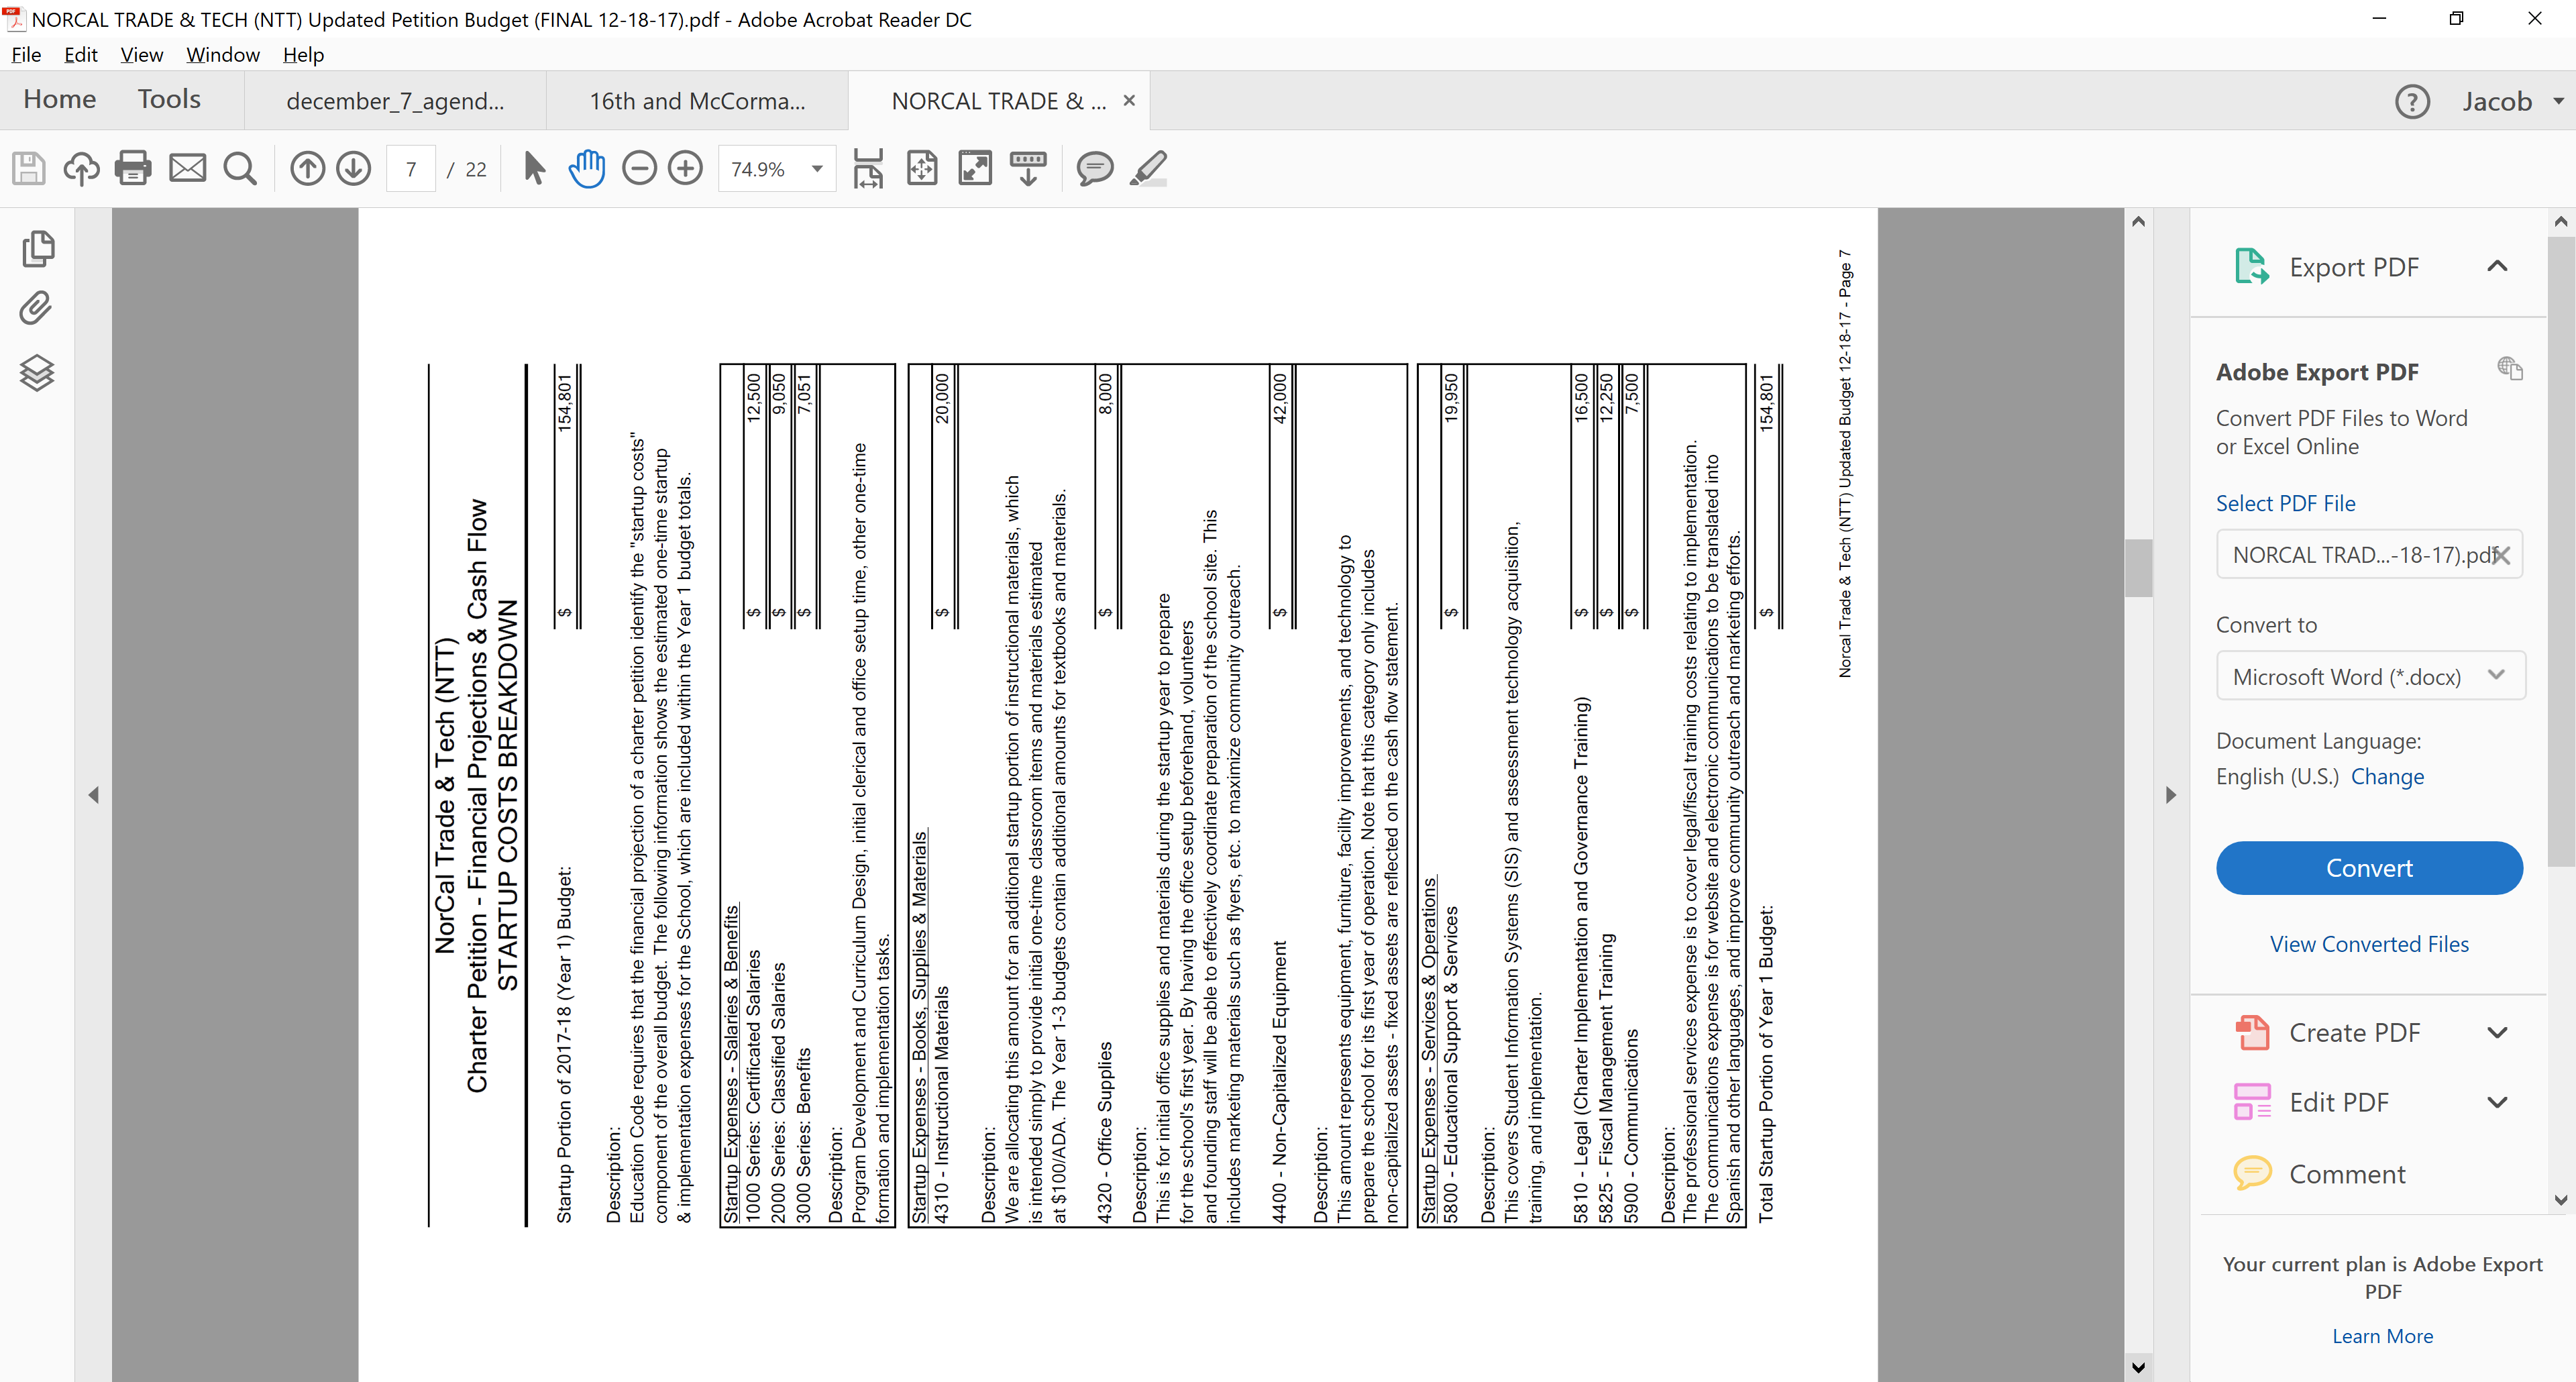 NORCAL TRADE & TECH (NTT) Updated Petition Budget (FINAL 12-18-17).pdf - Adobe Acrobat Reader DC
File Edit View Window Help
Home Tools december_7_agend... 16th and McCorma... NORCAL TRADE & ... × ? Jacob
7 / 22 74.9%
NorCal Trade & Tech (NTT)
Charter Petition - Financial Projections & Cash Flow
STARTUP COSTS BREAKDOWN
Startup Portion of 2017-18 (Year 1) Budget: $ 154,801
Description:
Education Code requires that the financial projection of a charter petition identify the "startup costs"
component of the overall budget. The following information shows the estimated one-time startup
& implementation expenses for the School, which are included within the Year 1 budget totals.
Startup Expenses - Salaries & Benefits
1000 Series: Certificated Salaries $ 12,500
2000 Series: Classified Salaries $ 9,050
3000 Series: Benefits $ 7,051
Description:
Program Development and Curriculum Design, initial clerical and office setup time, other one-time
formation and implementation tasks.
Startup Expenses - Books, Supplies & Materials
4310 - Instructional Materials $ 20,000
Description:
We are allocating this amount for an additional startup portion of instructional materials, which
is intended simply to provide initial one-time classroom items and materials estimated
at $100/ADA. The Year 1-3 budgets contain additional amounts for textbooks and materials.
4320 - Office Supplies $ 8,000
Description:
This is for initial office supplies and materials during the startup year to prepare
for the school's first year. By having the office setup beforehand, volunteers
and founding staff will be able to effectively coordinate preparation of the school site. This
includes marketing materials such as flyers, etc. to maximize community outreach.
4400 - Non-Capitalized Equipment $ 42,000
Description:
This amount represents equipment, furniture, facility improvements, and technology to
prepare the school for its first year of operation. Note that this category only includes
non-capitalized assets - fixed assets are reflected on the cash flow statement.
Startup Expenses - Services & Operations
5800 - Educational Support & Services $ 19,950
Description:
This covers Student Information Systems (SIS) and assessment technology acquisition,
training, and implementation.
5810 - Legal (Charter Implementation and Governance Training) $ 16,500
5825 - Fiscal Management Training $ 12,250
5900 - Communications $ 7,500
Description:
The professional services expense is to cover legal/fiscal training costs relating to implementation.
The communications expense is for website and electronic communications to be translated into
Spanish and other languages, and improve community outreach and marketing efforts.
Total Startup Portion of Year 1 Budget: $ 154,801
Norcal Trade & Tech (NTT) Updated Budget 12-18-17 - Page 7
Export PDF
Adobe Export PDF
Convert PDF Files to Word
or Excel Online
Select PDF File
NORCAL TRAD...-18-17).pdf
Convert to
Microsoft Word (*.docx)
Document Language:
English (U.S.) Change
Convert
View Converted Files
Create PDF
Edit PDF
Comment
Your current plan is Adobe Export
PDF
Learn More